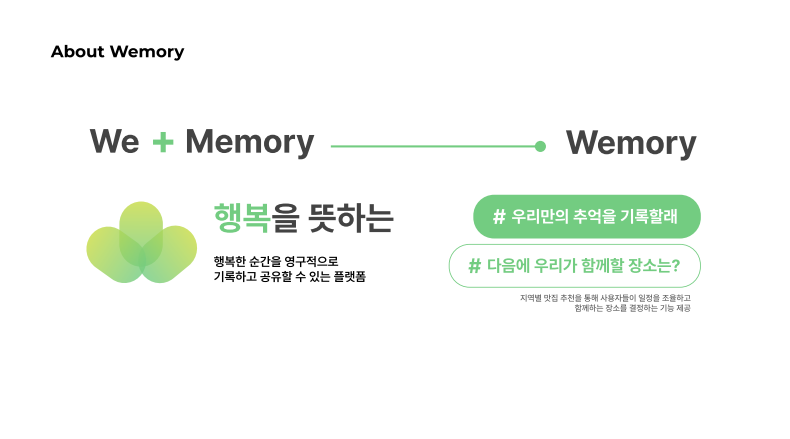 About Wemory
We + Memory
Wemory
행복을 뜻하는
행복한 순간을 영구적으로
기록하고 공유할 수 있는 플랫폼
# 우리만의 추억을 기록할래
# 다음에 우리가 함께할 장소는?
지역별 맛집 추천을 통해 사용자들이 일정을 조율하고
함께하는 장소를 결정하는 기능 제공